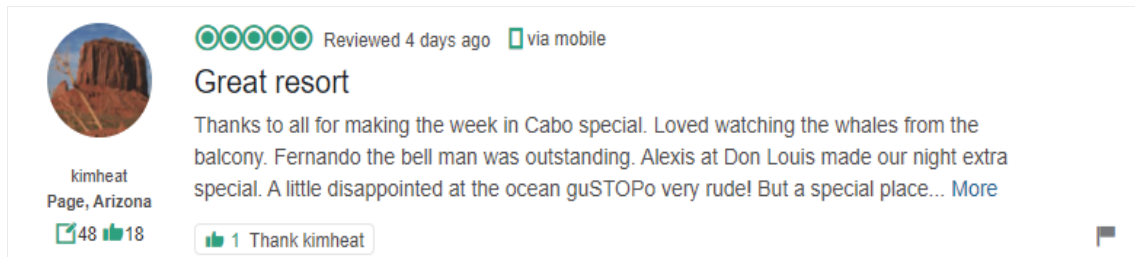 Reviewed 4 days ago via mobile
Great resort
Thanks to all for making the week in Cabo special. Loved watching the whales from the
balcony. Fernando the bell man was outstanding. Alexis at Don Louis made our night extra
special. A little disappointed at the ocean guSTOPo very rude! But a special place... More
kimheat
Page, Arizona
48 18
1 Thank kimheat